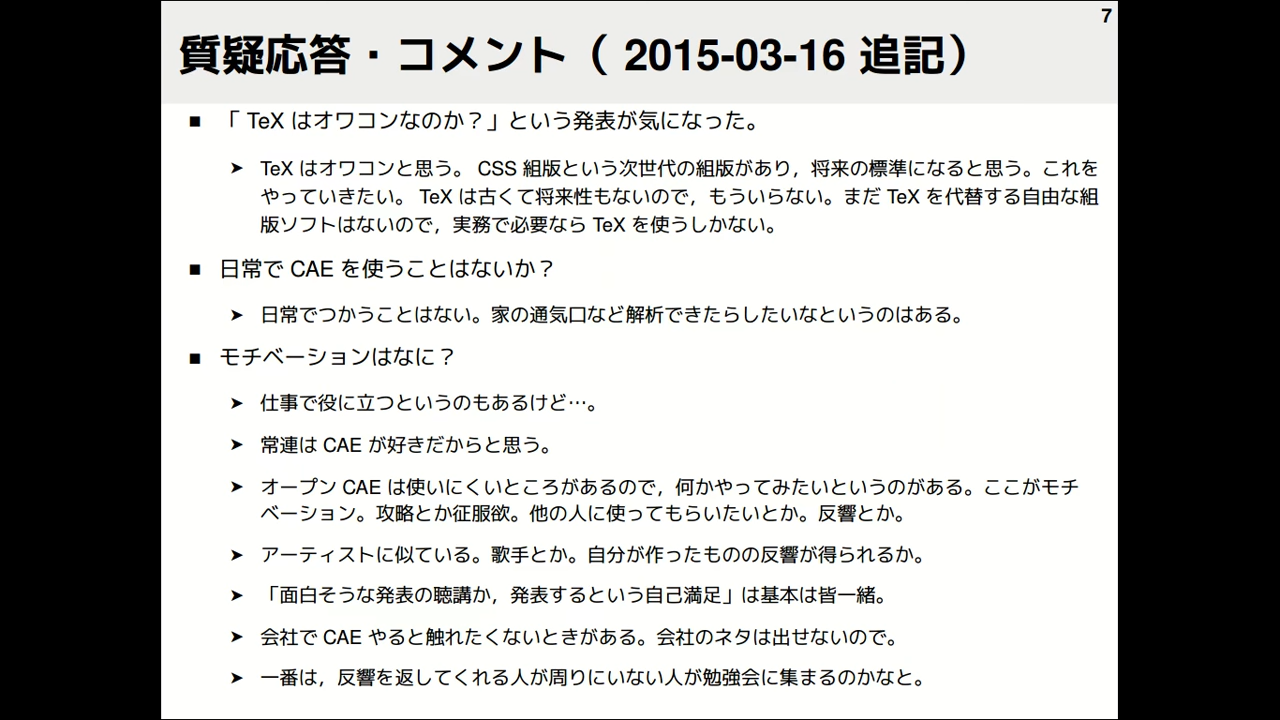 7
質疑応答・コメント（ 2015-03-16 追記）
■ 「 TeX はオワコンなのか？」という発表が気になった。
➤ TeX はオワコンと思う。 CSS 組版という次世代の組版があり，将来の標準になると思う。これを
やっていきたい。 TeX は古くて将来性もないので，もういらない。まだ TeX を代替する自由な組
版ソフトはないので，実務で必要なら TeX を使うしかない。
■ 日常で CAE を使うことはないか？
➤ 日常でつかうことはない。家の通気口など解析できたらしたいなというのはある。
■ モチベーションはなに？
➤ 仕事で役に立つというのもあるけど…。
➤ 常連は CAE が好きだからと思う。
➤ オープン CAE は使いにくいところがあるので，何かやってみたいというのがある。ここがモチ
ベーション。攻略とか征服欲。他の人に使ってもらいたいとか。反響とか。
➤ アーティストに似ている。歌手とか。自分が作ったものの反響が得られるか。
➤ 「面白そうな発表の聴講か，発表するという自己満足」は基本は皆一緒。
➤ 会社で CAE やると触れたくないときがある。会社のネタは出せないので。
➤ 一番は，反響を返してくれる人が周りにいない人が勉強会に集まるのかなと。